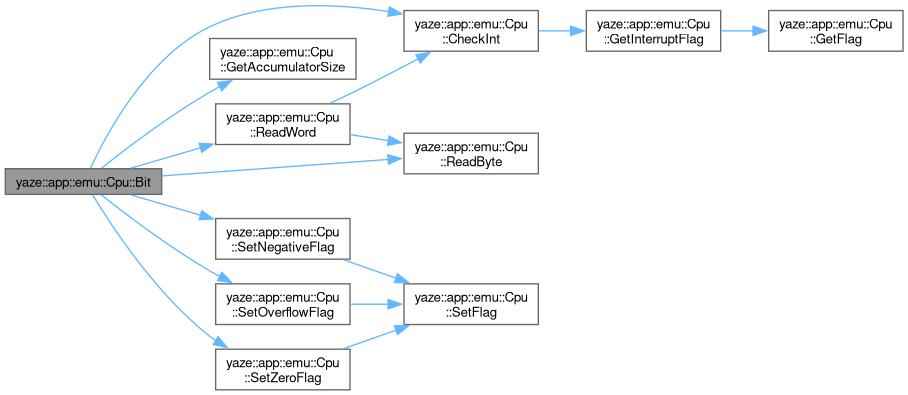 yaze::app::emu::Cpu::Bit
yaze::app::emu::Cpu
::CheckInt
yaze::app::emu::Cpu
::GetInterruptFlag
yaze::app::emu::Cpu
::GetFlag
yaze::app::emu::Cpu
::GetAccumulatorSize
yaze::app::emu::Cpu
::ReadWord
yaze::app::emu::Cpu
::ReadByte
yaze::app::emu::Cpu
::SetNegativeFlag
yaze::app::emu::Cpu
::SetOverflowFlag
yaze::app::emu::Cpu
::SetFlag
yaze::app::emu::Cpu
::SetZeroFlag